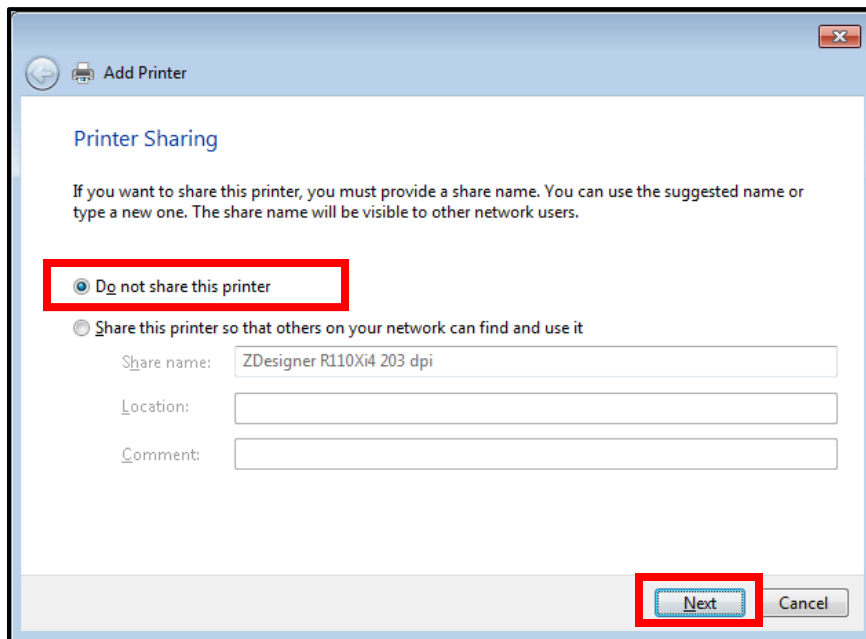 Add Printer
Printer Sharing
If you want to share this printer, you must provide a share name. You can use the suggested name or
type a new one. The share name will be visible to other network users.
Do not share this printer
Share this printer so that others on your network can find and use it
Share name: ZDesigner R110Xi4 203 dpi
Location:
Comment:
Next Cancel